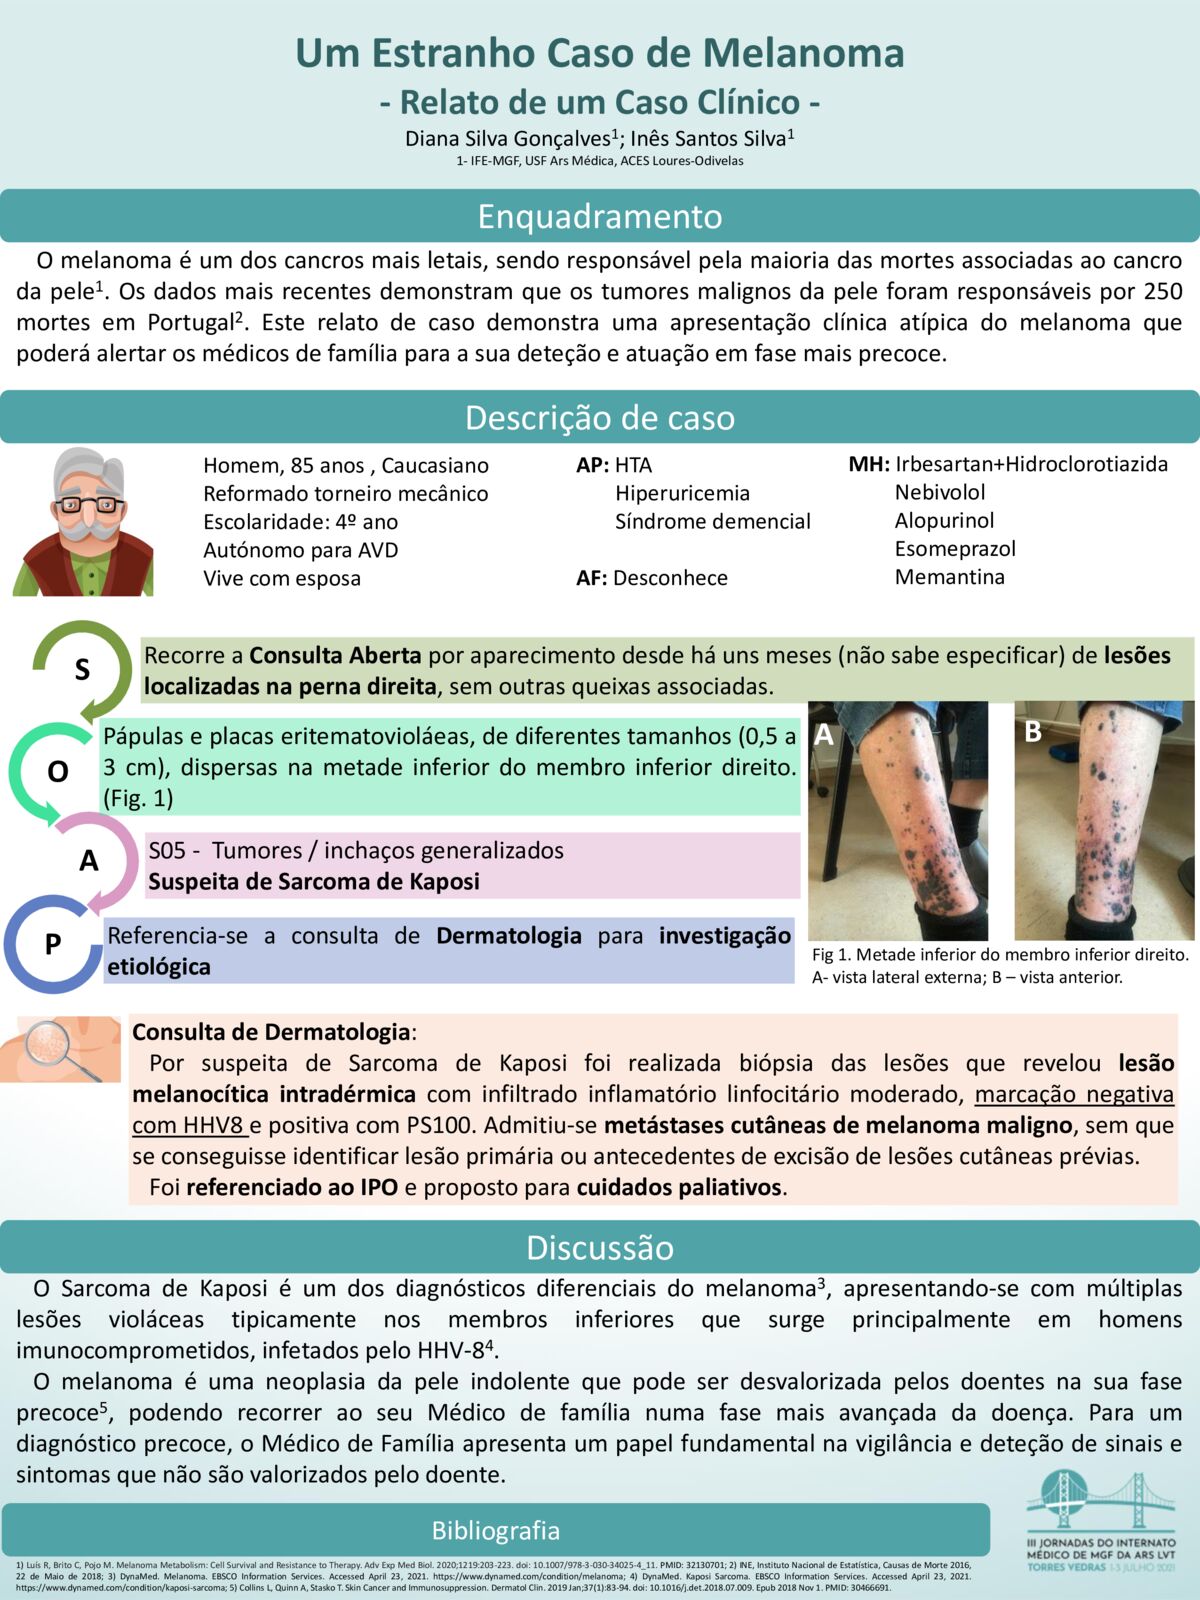 Um Estranho Caso de Melanoma
- Relato de um Caso Clínico -
Diana Silva Gonçalves¹; Inês Santos Silva¹
1- IFE-MGF, USF Ars Médica, ACES Loures-Odivelas
Enquadramento
O melanoma é um dos cancros mais letais, sendo responsável pela maioria das mortes associadas ao cancro
da pele¹. Os dados mais recentes demonstram que os tumores malignos da pele foram responsáveis por 250
mortes em Portugal². Este relato de caso demonstra uma apresentação clínica atípica do melanoma que
poderá alertar os médicos de família para a sua deteção e atuação em fase mais precoce.
Descrição de caso
Homem, 85 anos , Caucasiano
Reformado torneiro mecânico
Escolaridade: 4º ano
Autónomo para AVD
Vive com esposa
AP: HTA
Hiperuricemia
Síndrome demencial
AF: Desconhece
MH: Irbesartan+Hidroclorotiazida
Nebivolol
Alopurinol
Esomeprazol
Memantina
S
Recorre a Consulta Aberta por aparecimento desde há uns meses (não sabe especificar) de lesões
localizadas na perna direita, sem outras queixas associadas.
O
Pápulas e placas eritematovioláeas, de diferentes tamanhos (0,5 a
3 cm), dispersas na metade inferior do membro inferior direito.
(Fig. 1)
A
S05 - Tumores / inchaços generalizados
Suspeita de Sarcoma de Kaposi
P
Referencia-se a consulta de Dermatologia para investigação
etiológica
A
B
Fig 1. Metade inferior do membro inferior direito.
A- vista lateral externa; B – vista anterior.
Consulta de Dermatologia:
Por suspeita de Sarcoma de Kaposi foi realizada biópsia das lesões que revelou lesão
melanocítica intradérmica com infiltrado inflamatório linfocitário moderado, marcação negativa
com HHV8 e positiva com PS100. Admitiu-se metástases cutâneas de melanoma maligno, sem que
se conseguisse identificar lesão primária ou antecedentes de excisão de lesões cutâneas prévias.
Foi referenciado ao IPO e proposto para cuidados paliativos.
Discussão
O Sarcoma de Kaposi é um dos diagnósticos diferenciais do melanoma³, apresentando-se com múltiplas
lesões violáceas tipicamente nos membros inferiores que surge principalmente em homens
imunocomprometidos, infetados pelo HHV-8⁴.
O melanoma é uma neoplasia da pele indolente que pode ser desvalorizada pelos doentes na sua fase
precoce⁵, podendo recorrer ao seu Médico de família numa fase mais avançada da doença. Para um
diagnóstico precoce, o Médico de Família apresenta um papel fundamental na vigilância e deteção de sinais e
sintomas que não são valorizados pelo doente.
Bibliografia
1) Luís R, Brito C, Pojo M. Melanoma Metabolism: Cell Survival and Resistance to Therapy. Adv Exp Med Biol. 2020;1219:203-223. doi: 10.1007/978-3-030-34025-4_11. PMID: 32130701; 2) INE, Instituto Nacional de Estatística, Causas de Morte 2016,
22 de Maio de 2018; 3) DynaMed. Melanoma. EBSCO Information Services. Accessed April 23, 2021. https://www.dynamed.com/condition/melanoma; 4) DynaMed. Kaposi Sarcoma. EBSCO Information Services. Accessed April 23, 2021.
https://www.dynamed.com/condition/kaposi-sarcoma; 5) Collins L, Quinn A, Stasko T. Skin Cancer and Immunosuppression. Dermatol Clin. 2019 Jan;37(1):83-94. doi: 10.1016/j.det.2018.07.009. Epub 2018 Nov 1. PMID: 30466691.
III JORNADAS DO INTERNATO
MÉDICO DE MGF DA ARS LVT
TORRES VEDRAS 1-3 JULHO 2021